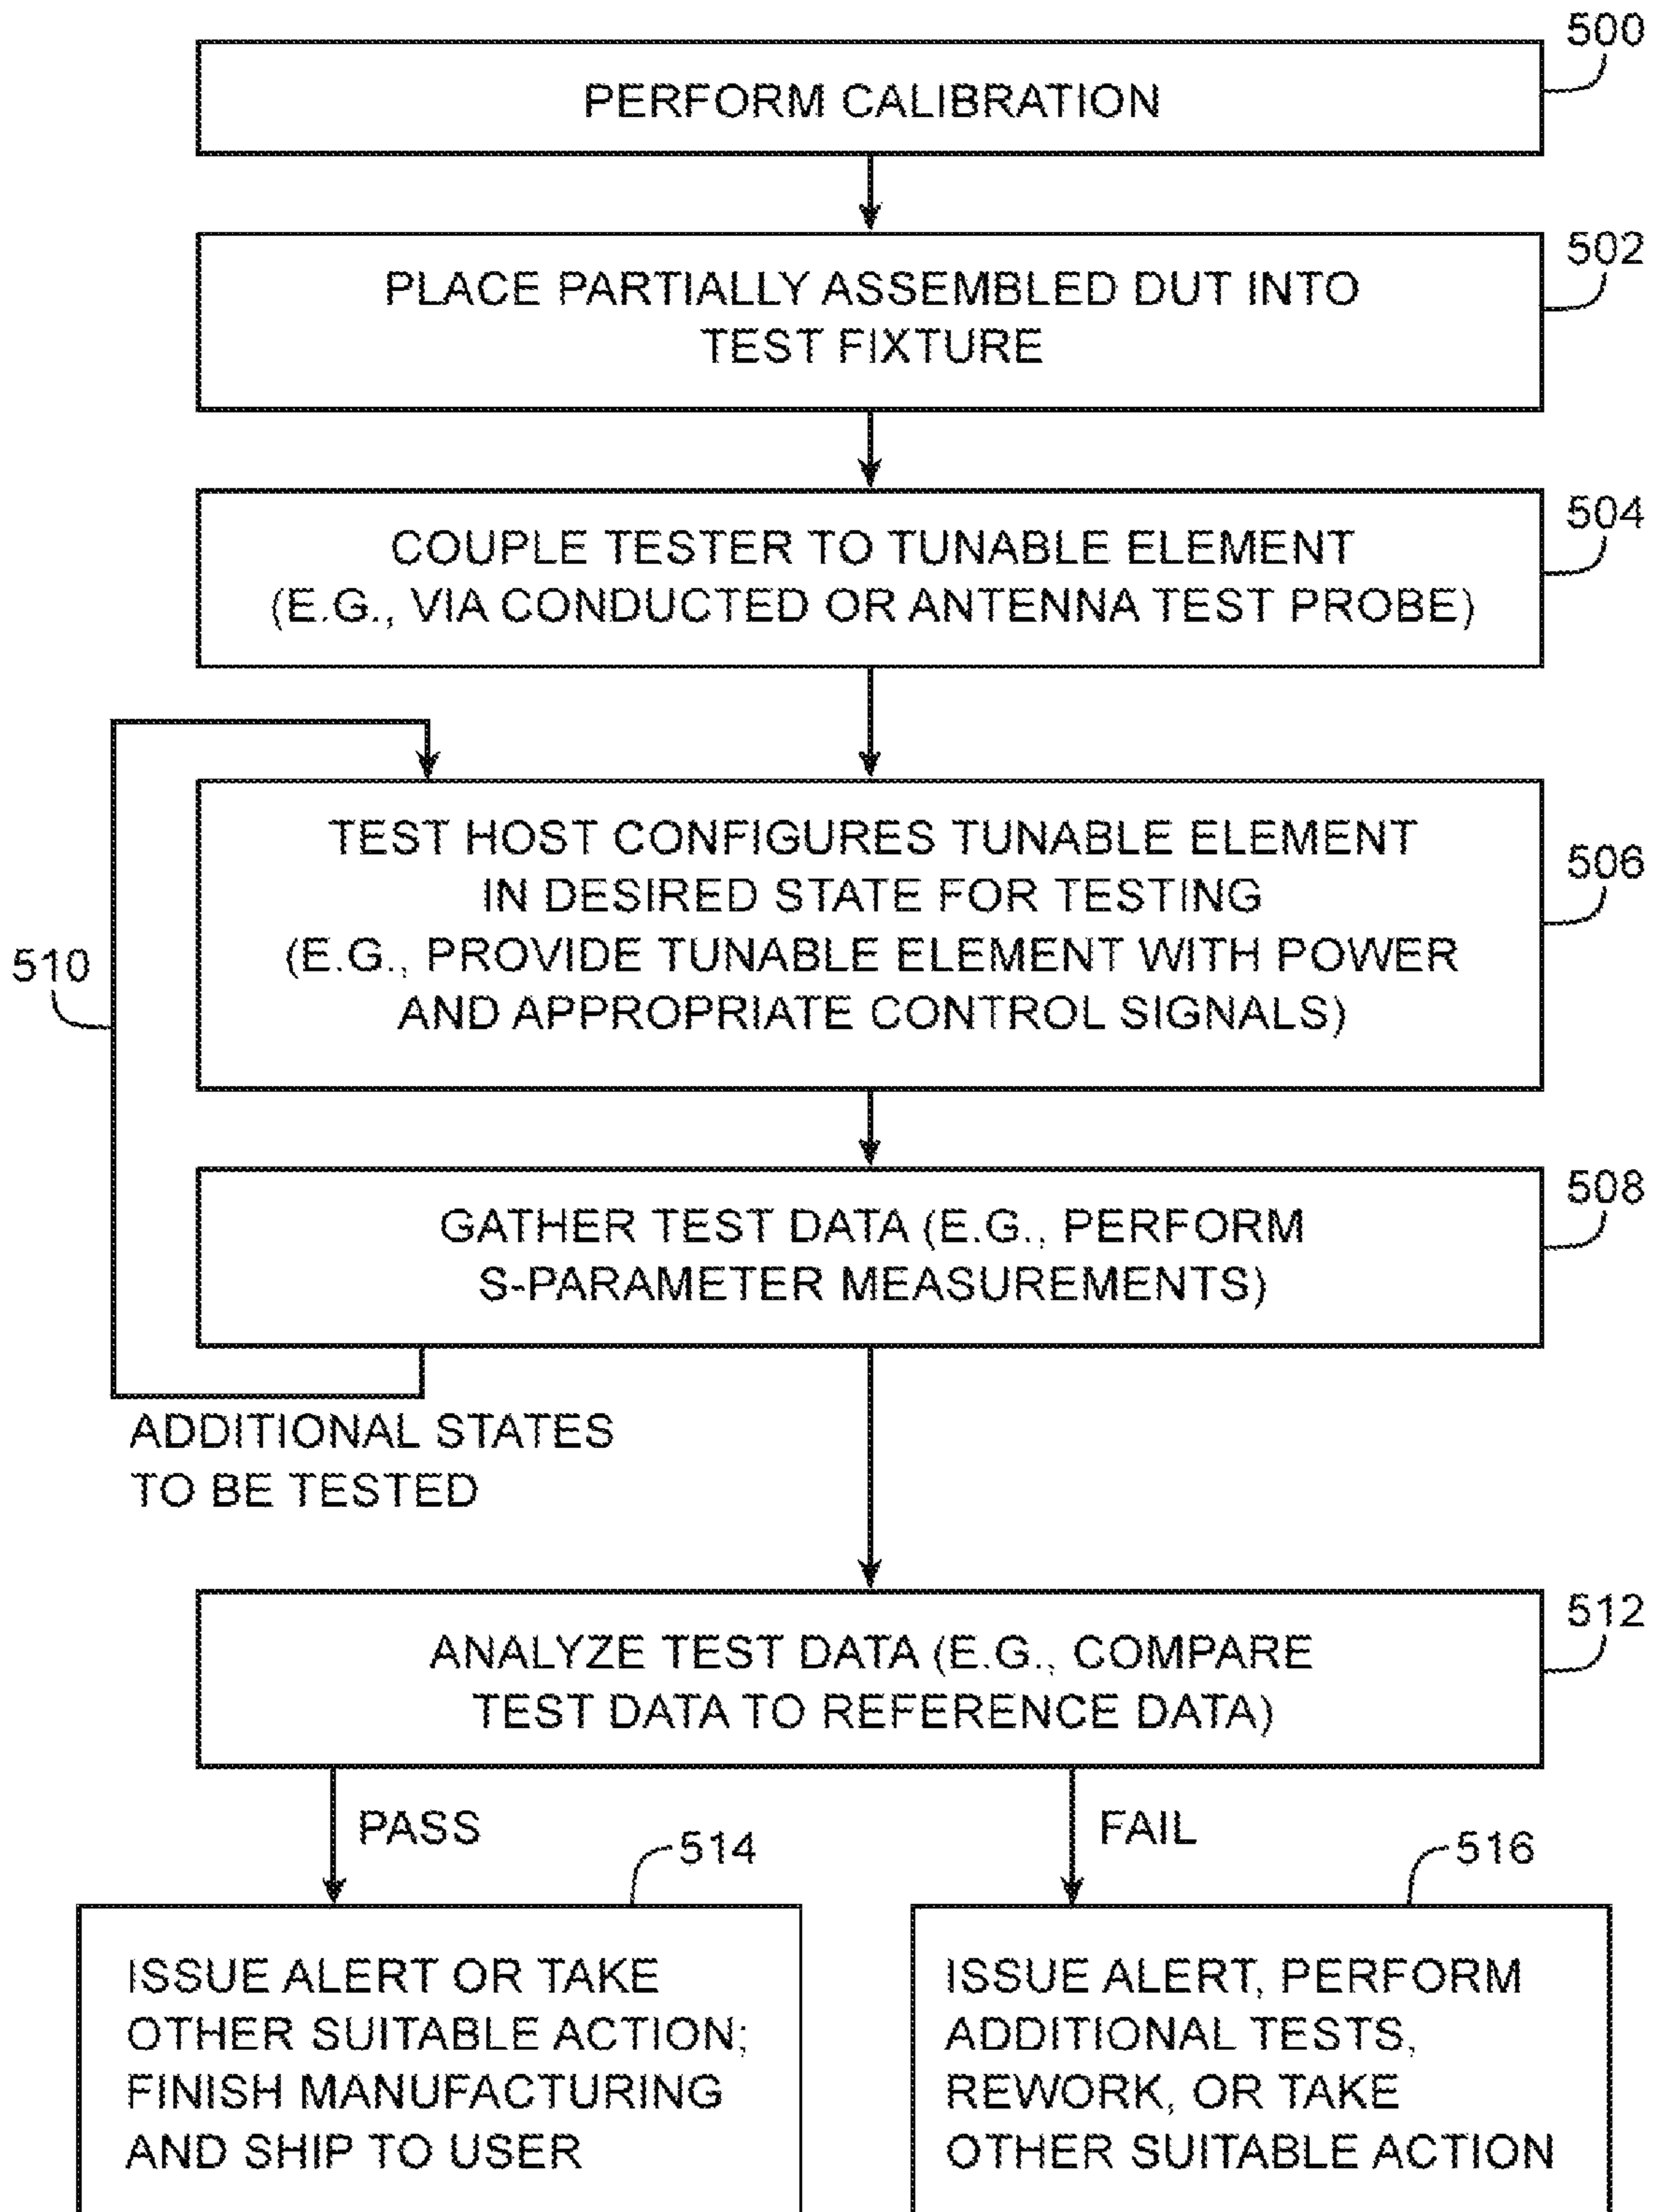 500
PERFORM CALIBRATION
502
PLACE PARTIALLY ASSEMBLED DUT INTO
TEST FIXTURE
504
COUPLE TESTER TO TUNABLE ELEMENT
(E.G., VIA CONDUCTED OR ANTENNA TEST PROBE)
506
TEST HOST CONFIGURES TUNABLE ELEMENT
IN DESIRED STATE FOR TESTING
(E.G., PROVIDE TUNABLE ELEMENT WITH POWER
AND APPROPRIATE CONTROL SIGNALS)
510
508
GATHER TEST DATA (E.G., PERFORM
S-PARAMETER MEASUREMENTS)
ADDITIONAL STATES
TO BE TESTED
512
ANALYZE TEST DATA (E.G., COMPARE
TEST DATA TO REFERENCE DATA)
PASS
514
ISSUE ALERT OR TAKE
OTHER SUITABLE ACTION;
FINISH MANUFACTURING
AND SHIP TO USER
FAIL
516
ISSUE ALERT, PERFORM
ADDITIONAL TESTS,
REWORK, OR TAKE
OTHER SUITABLE ACTION